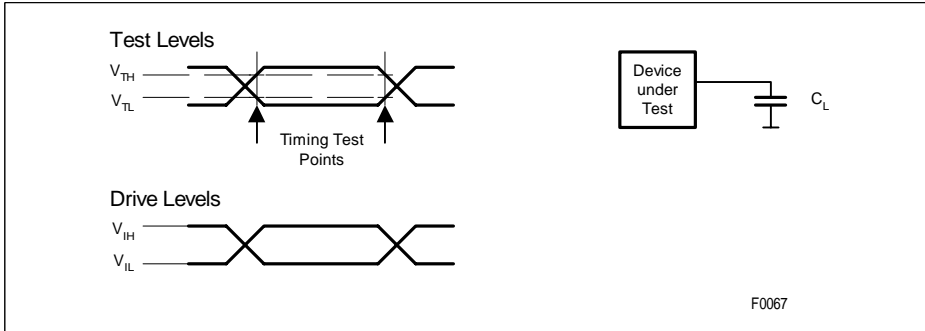 Test Levels
V_TH
V_TL
Timing Test
Points
Device
under
Test
C_L
Drive Levels
V_IH
V_IL
F0067